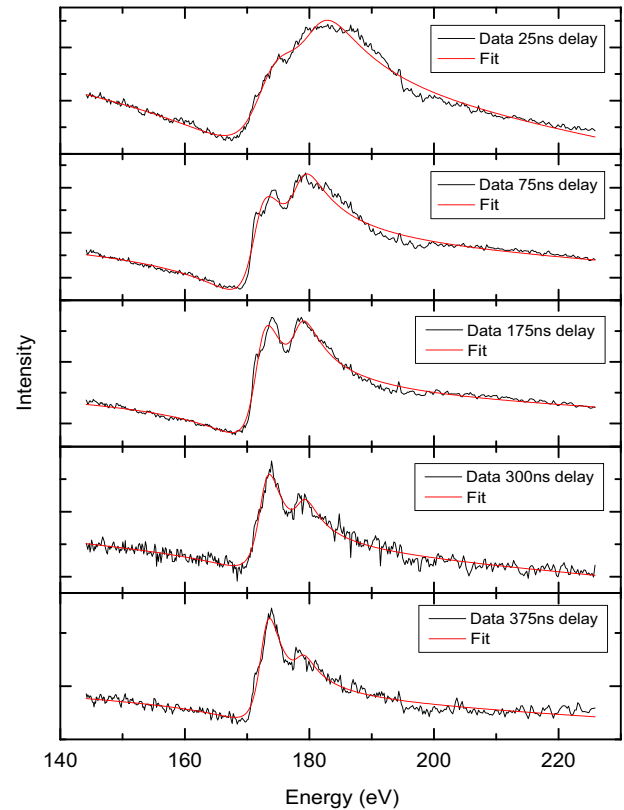 Data 25ns delay
Fit
Data 75ns delay
Fit
Data 175ns delay
Fit
Data 300ns delay
Fit
Data 375ns delay
Fit
Intensity
140 160 180 200 220
Energy (eV)